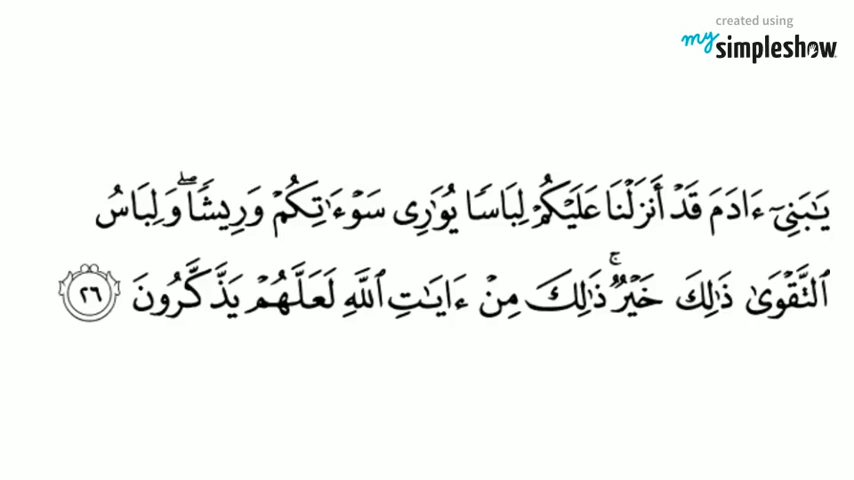 created using
mysimpleshow
يَـٰبَنِىٓ ءَادَمَ قَدْ أَنزَلْنَا عَلَيْكُمْ لِبَاسًا يُوَٰرِى سَوْءَٰتِكُمْ وَرِيشًا ۖ وَلِبَاسُ
ٱلتَّقْوَىٰ ذَٰلِكَ خَيْرٌ ۚ ذَٰلِكَ مِنْ ءَايَـٰتِ ٱللَّهِ لَعَلَّهُمْ يَذَّكَّرُونَ ٢٦